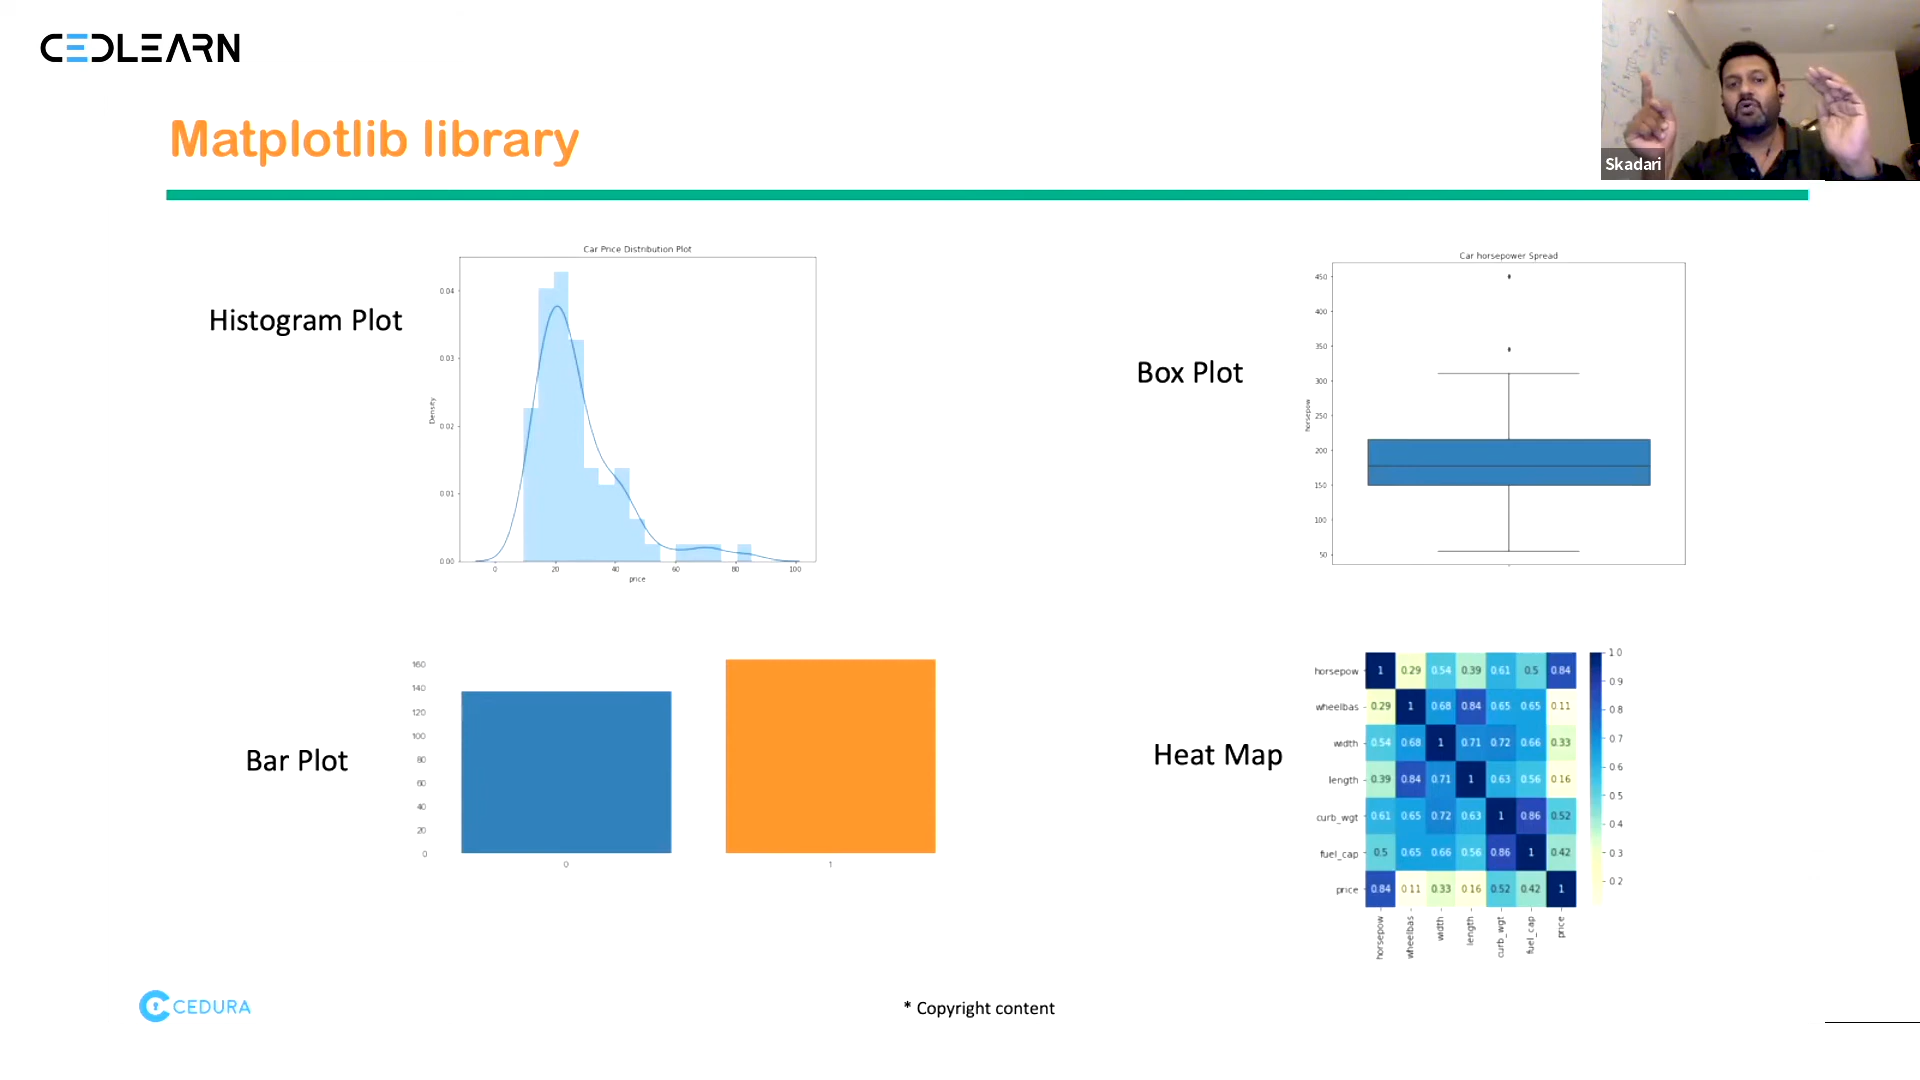 CEDLEARN
Skadari
Matplotlib library
Histogram Plot
Car Price Distribution Plot
Density
0.04
0.03
0.02
0.01
0.00
0 20 40 60 80 100
price
Box Plot
Car horsepower Spread
horsepow
450
400
350
300
250
200
150
100
50
Bar Plot
160
140
120
100
80
60
40
20
0
0 1
Heat Map
horsepow 1 0.29 0.54 0.39 0.61 0.5 0.84
wheelbas 0.29 1 0.68 0.84 0.65 0.65 0.11
width 0.54 0.68 1 0.71 0.72 0.66 0.33
length 0.39 0.84 0.71 1 0.63 0.56 0.16
curb_wgt 0.61 0.65 0.72 0.63 1 0.86 0.52
fuel_cap 0.5 0.65 0.66 0.56 0.86 1 0.42
price 0.84 0.11 0.33 0.16 0.52 0.42 1
horsepow wheelbas width length curb_wgt fuel_cap price
1.0
0.9
0.8
0.7
0.6
0.5
0.4
0.3
0.2
CEDURA
* Copyright content